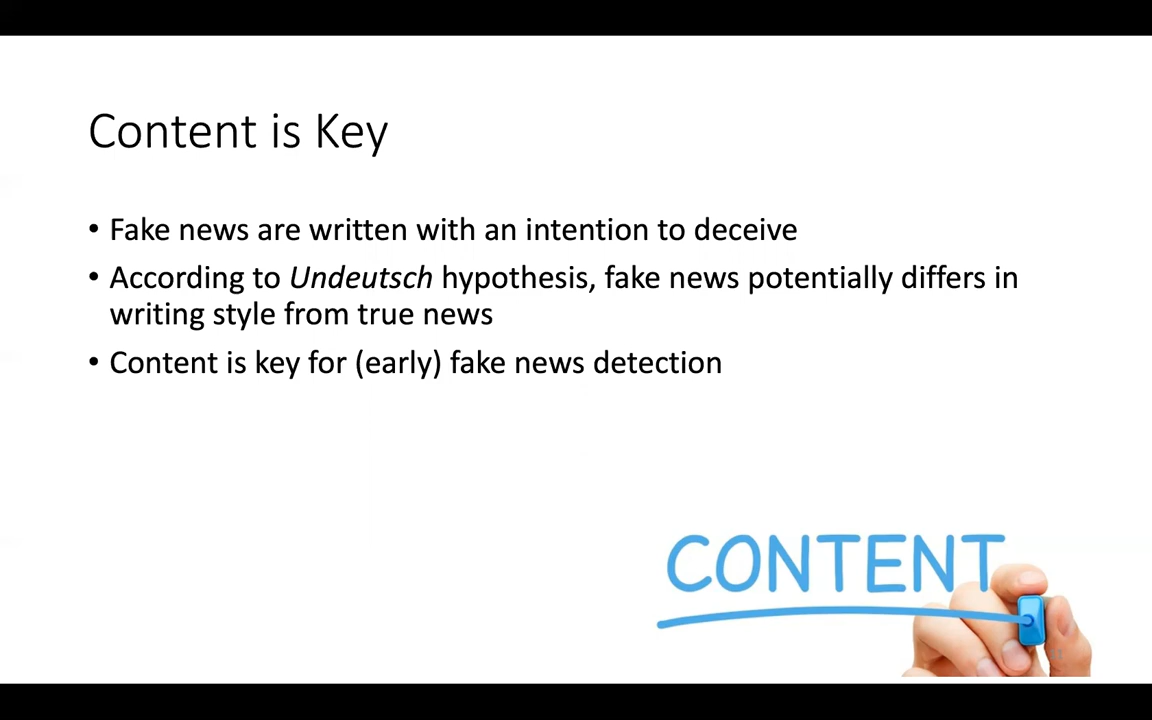 Content is Key
• Fake news are written with an intention to deceive
• According to Undeutsch hypothesis, fake news potentially differs in
writing style from true news
• Content is key for (early) fake news detection
CONTENT